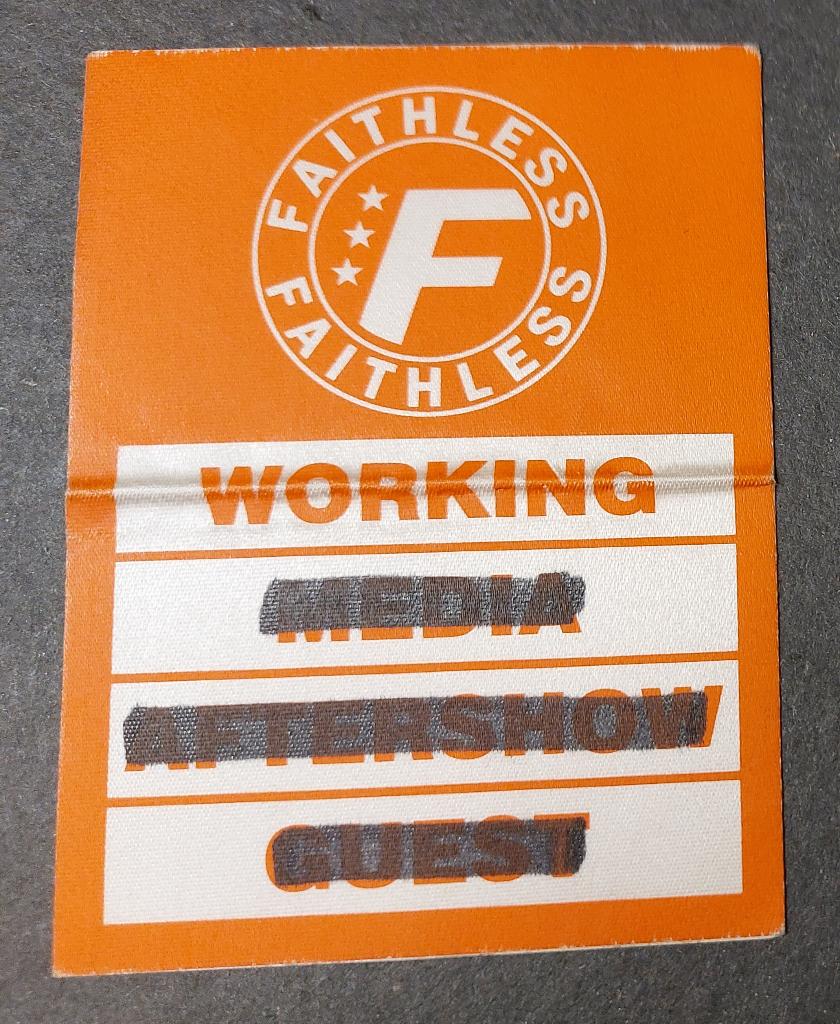 FAITHLESS
F
FAITHLESS
WORKING
MEDIA
AFTERSHOW
GUEST